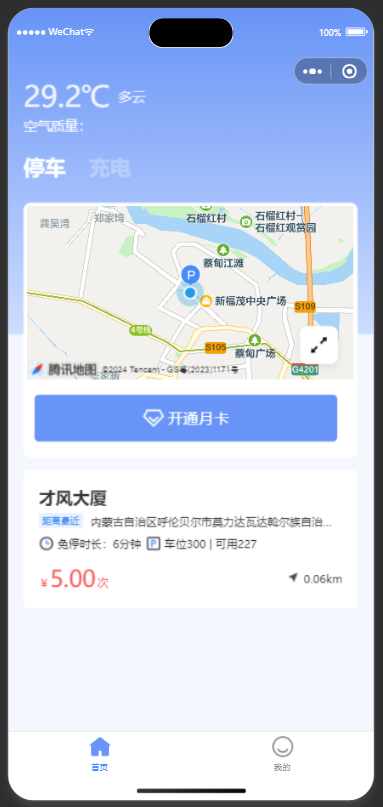 WeChat
100%
29.2℃ 多云
空气质量：
停车 充电
龚吴湾
郑家塆
石榴红村
石榴红村-
石榴红观赏园
蔡甸江滩
P
新福茂中央广场
S109
4号线
S105
蔡甸广场
腾讯地图 ©2024 Tencent - GS粤(2023)1171号
G4201
开通月卡
才风大厦
距离最近 内蒙古自治区呼伦贝尔市莫力达瓦达斡尔族自治...
免停时长：6分钟 P 车位300 | 可用227
¥5.00次
0.06km
首页
我的